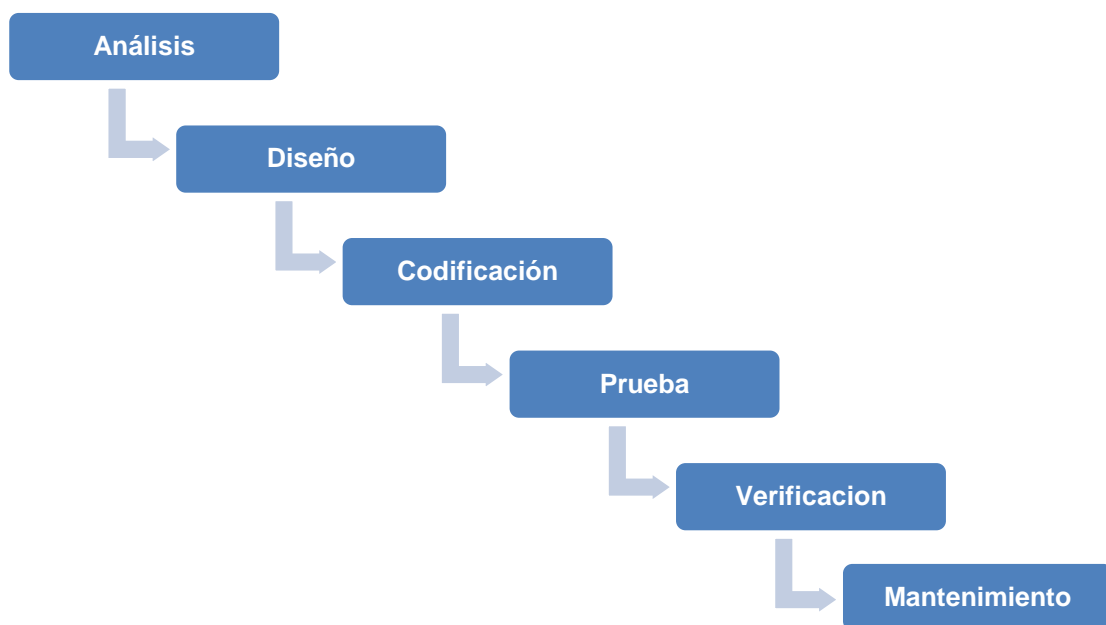 Análisis
Diseño
Codificación
Prueba
Verificacion
Mantenimiento